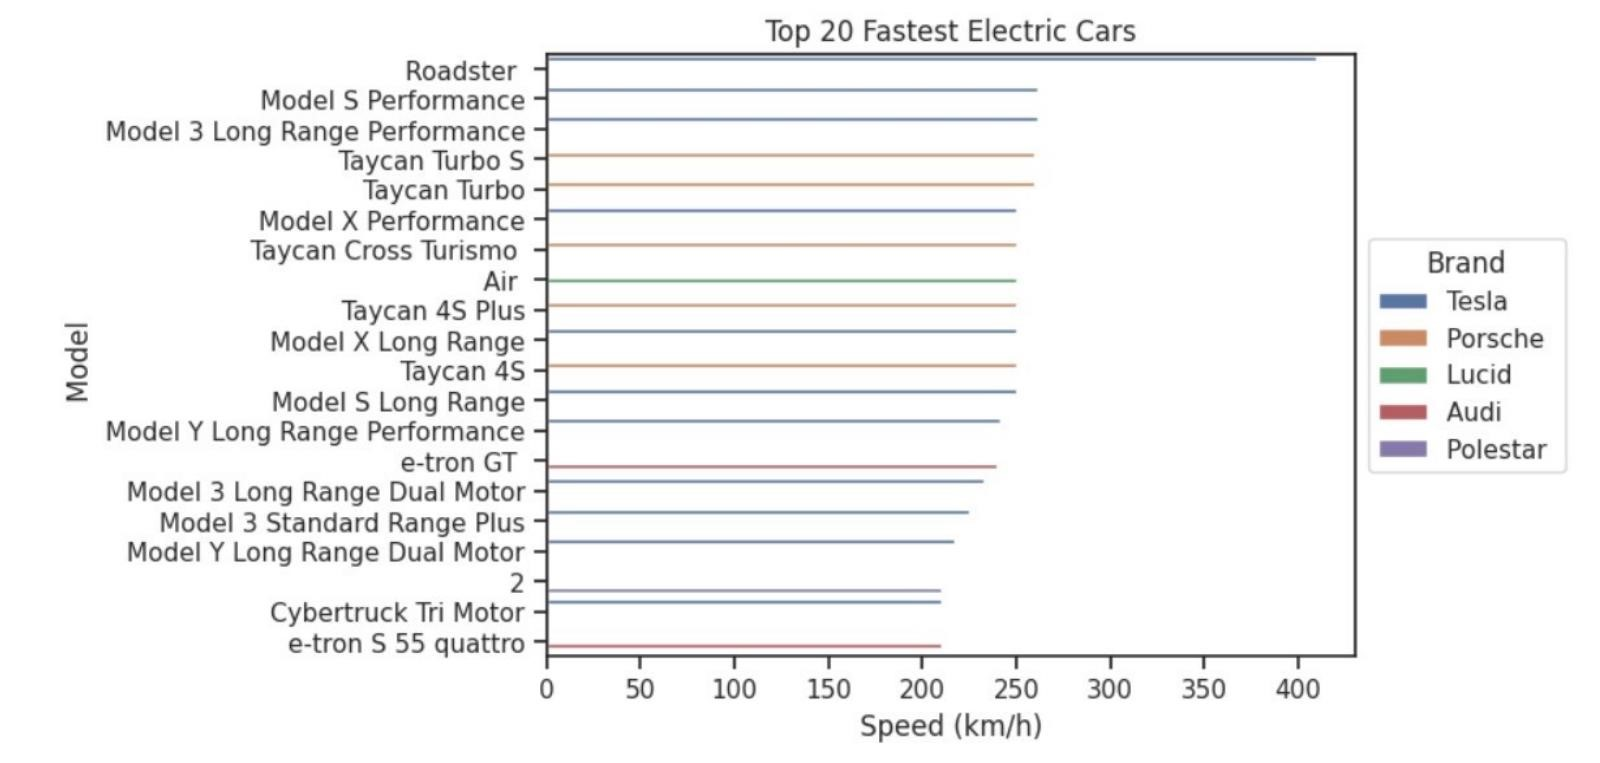 Top 20 Fastest Electric Cars
Roadster
Model S Performance
Model 3 Long Range Performance
Taycan Turbo S
Taycan Turbo
Model X Performance
Taycan Cross Turismo
Air
Taycan 4S Plus
Model X Long Range
Taycan 4S
Model S Long Range
Model Y Long Range Performance
e-tron GT
Model 3 Long Range Dual Motor
Model 3 Standard Range Plus
Model Y Long Range Dual Motor
2
Cybertruck Tri Motor
e-tron S 55 quattro
Model
0 50 100 150 200 250 300 350 400
Speed (km/h)
Brand
Tesla
Porsche
Lucid
Audi
Polestar